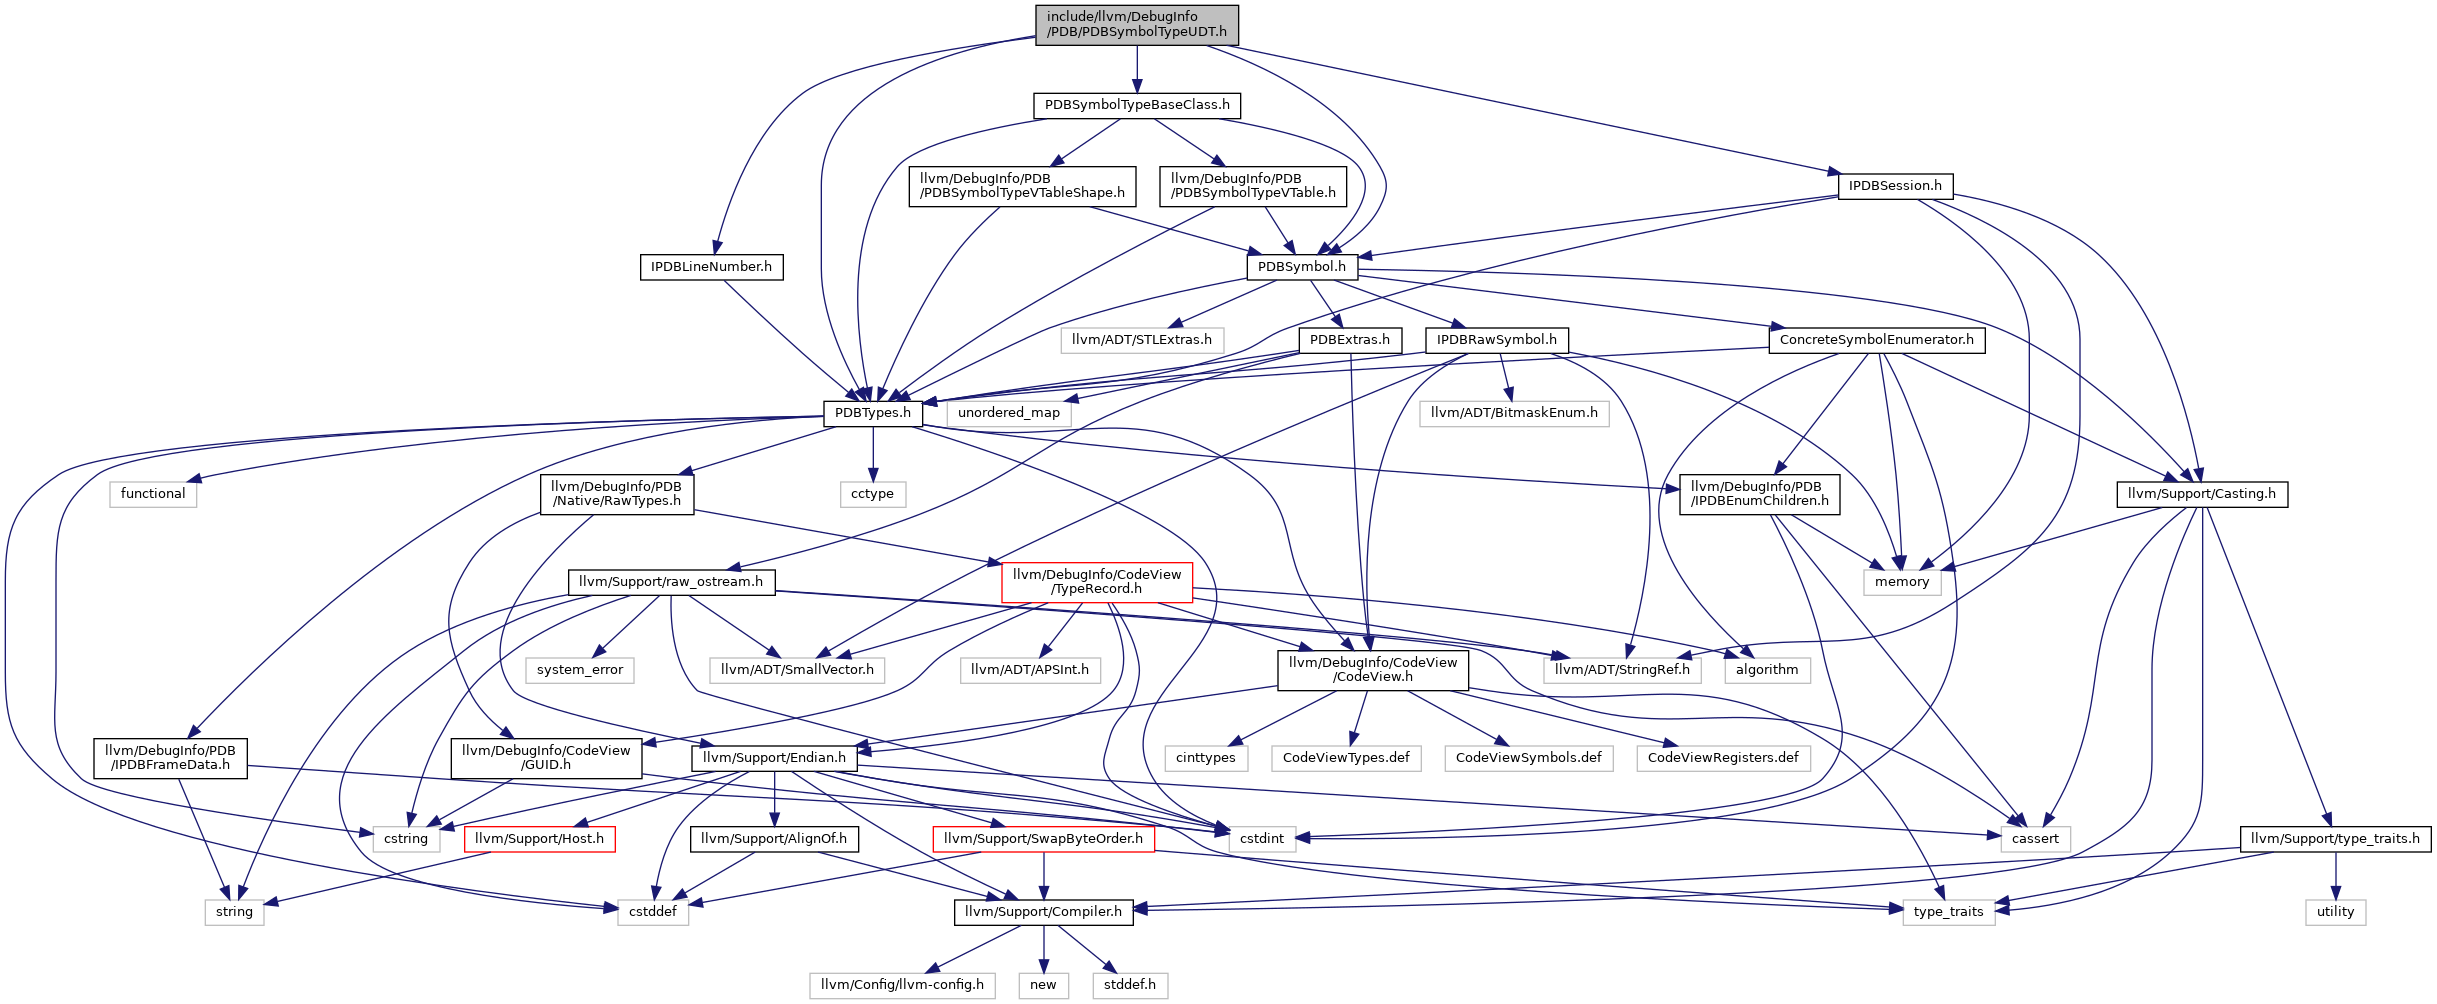 include/llvm/DebugInfo
/PDB/PDBSymbolTypeUDT.h
PDBSymbolTypeBaseClass.h
llvm/DebugInfo/PDB
/PDBSymbolTypeVTableShape.h
llvm/DebugInfo/PDB
/PDBSymbolTypeVTable.h
IPDBSession.h
IPDBLineNumber.h
PDBSymbol.h
llvm/ADT/STLExtras.h
PDBExtras.h
IPDBRawSymbol.h
ConcreteSymbolEnumerator.h
PDBTypes.h
unordered_map
llvm/ADT/BitmaskEnum.h
functional
llvm/DebugInfo/PDB
/Native/RawTypes.h
cctype
llvm/DebugInfo/PDB
/IPDBEnumChildren.h
llvm/Support/Casting.h
llvm/Support/raw_ostream.h
llvm/DebugInfo/CodeView
/TypeRecord.h
memory
system_error
llvm/ADT/SmallVector.h
llvm/ADT/APSInt.h
llvm/DebugInfo/CodeView
/CodeView.h
llvm/ADT/StringRef.h
algorithm
llvm/DebugInfo/PDB
/IPDBFrameData.h
llvm/DebugInfo/CodeView
/GUID.h
llvm/Support/Endian.h
cinttypes
CodeViewTypes.def
CodeViewSymbols.def
CodeViewRegisters.def
cstring
llvm/Support/Host.h
llvm/Support/AlignOf.h
llvm/Support/SwapByteOrder.h
cstdint
cassert
llvm/Support/type_traits.h
string
cstddef
llvm/Support/Compiler.h
type_traits
utility
llvm/Config/llvm-config.h
new
stddef.h